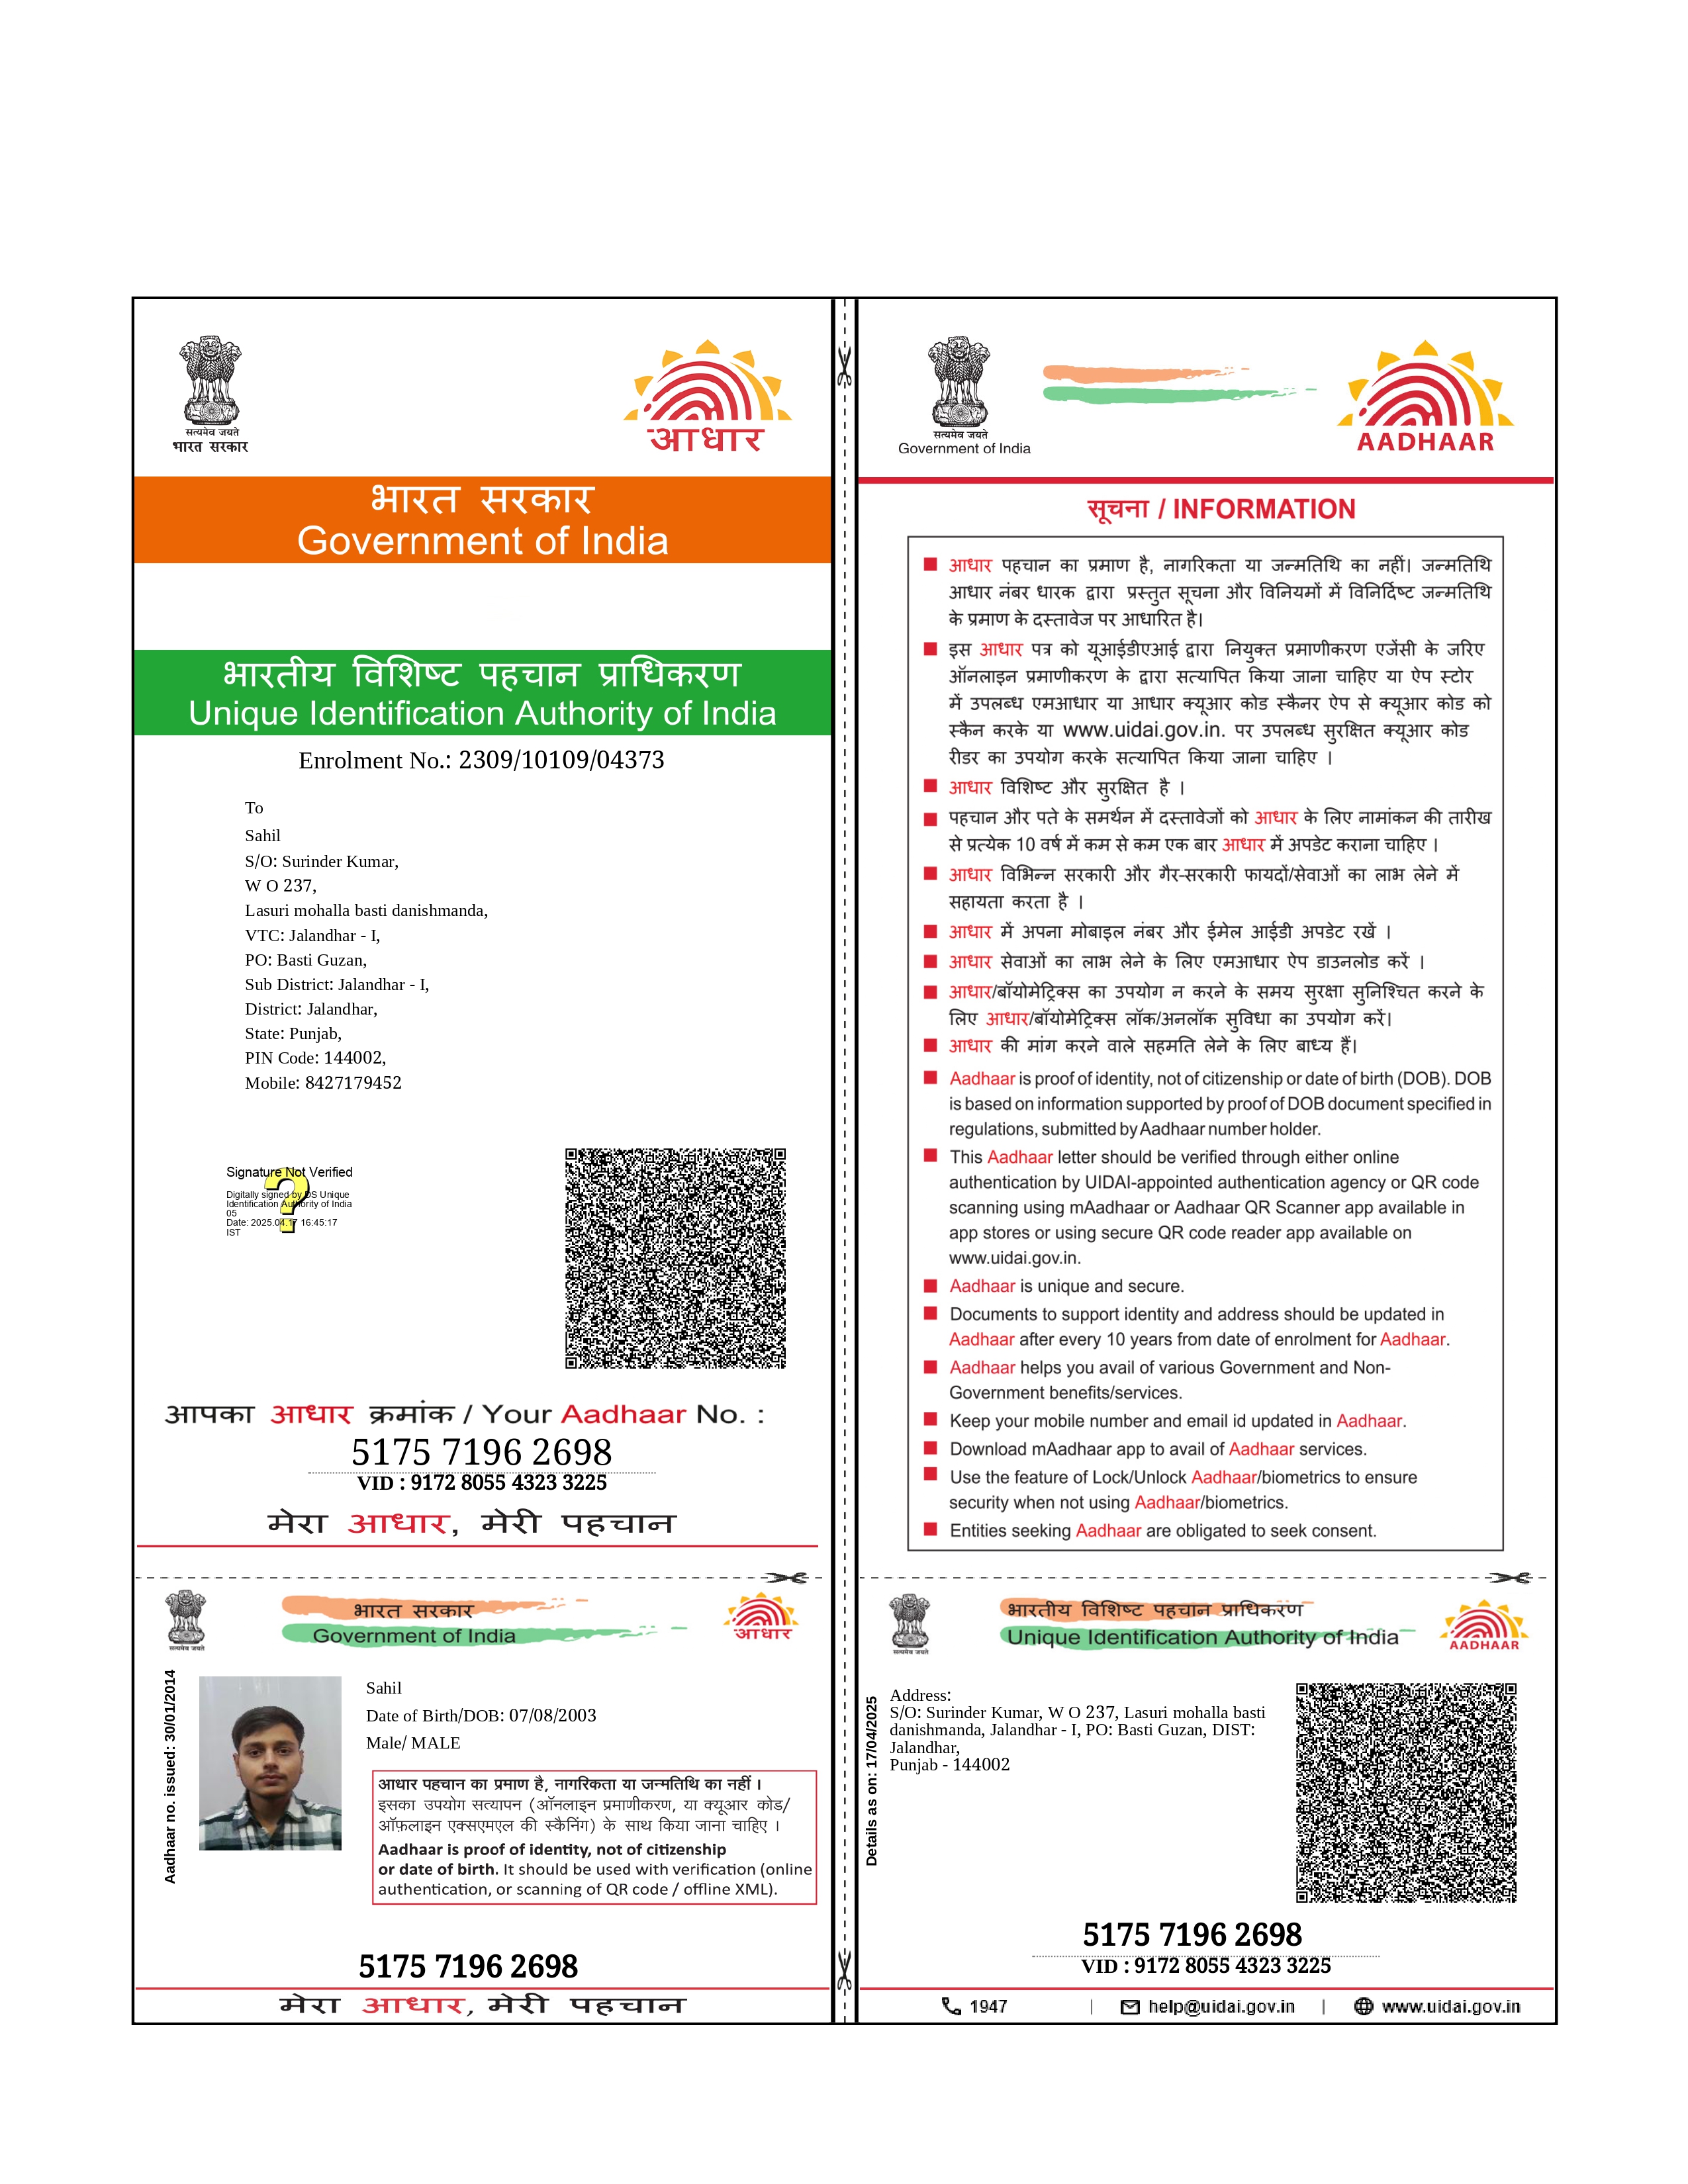 सत्यमेव जयते
भारत सरकार
आधार
भारत सरकार
Government of India
भारतीय विशिष्ट पहचान प्राधिकरण
Unique Identification Authority of India
Enrolment No.: 2309/10109/04373
To
Sahil
S/O: Surinder Kumar,
W O 237,
Lasuri mohalla basti danishmanda,
VTC: Jalandhar - I,
PO: Basti Guzan,
Sub District: Jalandhar - I,
District: Jalandhar,
State: Punjab,
PIN Code: 144002,
Mobile: 8427179452
Signature Not Verified
Digitally signed by DS Unique
Identification Authority of India
05
Date: 2025.04.17 16:45:17
IST
आपका आधार क्रमांक / Your Aadhaar No. :
5175 7196 2698
VID : 9172 8055 4323 3225
मेरा आधार, मेरी पहचान
सत्यमेव जयते
भारत सरकार
Government of India
आधार
Aadhaar no. issued: 30/01/2014
Sahil
Date of Birth/DOB: 07/08/2003
Male/ MALE
आधार पहचान का प्रमाण है, नागरिकता या जन्मतिथि का नहीं ।
इसका उपयोग सत्यापन (ऑनलाइन प्रमाणीकरण, या क्यूआर कोड/
ऑफ़लाइन एक्सएमएल की स्कैनिंग) के साथ किया जाना चाहिए ।
Aadhaar is proof of identity, not of citizenship
or date of birth. It should be used with verification (online
authentication, or scanning of QR code / offline XML).
5175 7196 2698
मेरा आधार, मेरी पहचान
सत्यमेव जयते
Government of India
AADHAAR
सूचना / INFORMATION
आधार पहचान का प्रमाण है, नागरिकता या जन्मतिथि का नहीं। जन्मतिथि
आधार नंबर धारक द्वारा प्रस्तुत सूचना और विनियमों में विनिर्दिष्ट जन्मतिथि
के प्रमाण के दस्तावेज पर आधारित है।
इस आधार पत्र को यूआईडीएआई द्वारा नियुक्त प्रमाणीकरण एजेंसी के जरिए
ऑनलाइन प्रमाणीकरण के द्वारा सत्यापित किया जाना चाहिए या ऐप स्टोर
में उपलब्ध एमआधार या आधार क्यूआर कोड स्कैनर ऐप से क्यूआर कोड को
स्कैन करके या www.uidai.gov.in. पर उपलब्ध सुरक्षित क्यूआर कोड
रीडर का उपयोग करके सत्यापित किया जाना चाहिए ।
आधार विशिष्ट और सुरक्षित है ।
पहचान और पते के समर्थन में दस्तावेजों को आधार के लिए नामांकन की तारीख
से प्रत्येक 10 वर्ष में कम से कम एक बार आधार में अपडेट कराना चाहिए ।
आधार विभिन्न सरकारी और गैर-सरकारी फायदों/सेवाओं का लाभ लेने में
सहायता करता है ।
आधार में अपना मोबाइल नंबर और ईमेल आईडी अपडेट रखें ।
आधार सेवाओं का लाभ लेने के लिए एमआधार ऐप डाउनलोड करें ।
आधार/बॉयोमेट्रिक्स का उपयोग न करने के समय सुरक्षा सुनिश्चित करने के
लिए आधार/बॉयोमेट्रिक्स लॉक/अनलॉक सुविधा का उपयोग करें।
आधार की मांग करने वाले सहमति लेने के लिए बाध्य हैं।
Aadhaar is proof of identity, not of citizenship or date of birth (DOB). DOB
is based on information supported by proof of DOB document specified in
regulations, submitted by Aadhaar number holder.
This Aadhaar letter should be verified through either online
authentication by UIDAI-appointed authentication agency or QR code
scanning using mAadhaar or Aadhaar QR Scanner app available in
app stores or using secure QR code reader app available on
www.uidai.gov.in.
Aadhaar is unique and secure.
Documents to support identity and address should be updated in
Aadhaar after every 10 years from date of enrolment for Aadhaar.
Aadhaar helps you avail of various Government and Non-
Government benefits/services.
Keep your mobile number and email id updated in Aadhaar.
Download mAadhaar app to avail of Aadhaar services.
Use the feature of Lock/Unlock Aadhaar/biometrics to ensure
security when not using Aadhaar/biometrics.
Entities seeking Aadhaar are obligated to seek consent.
सत्यमेव जयते
भारतीय विशिष्ट पहचान प्राधिकरण
Unique Identification Authority of India
AADHAAR
Details as on: 17/04/2025
Address:
S/O: Surinder Kumar, W O 237, Lasuri mohalla basti
danishmanda, Jalandhar - I, PO: Basti Guzan, DIST:
Jalandhar,
Punjab - 144002
5175 7196 2698
VID : 9172 8055 4323 3225
1947 | help@uidai.gov.in | www.uidai.gov.in